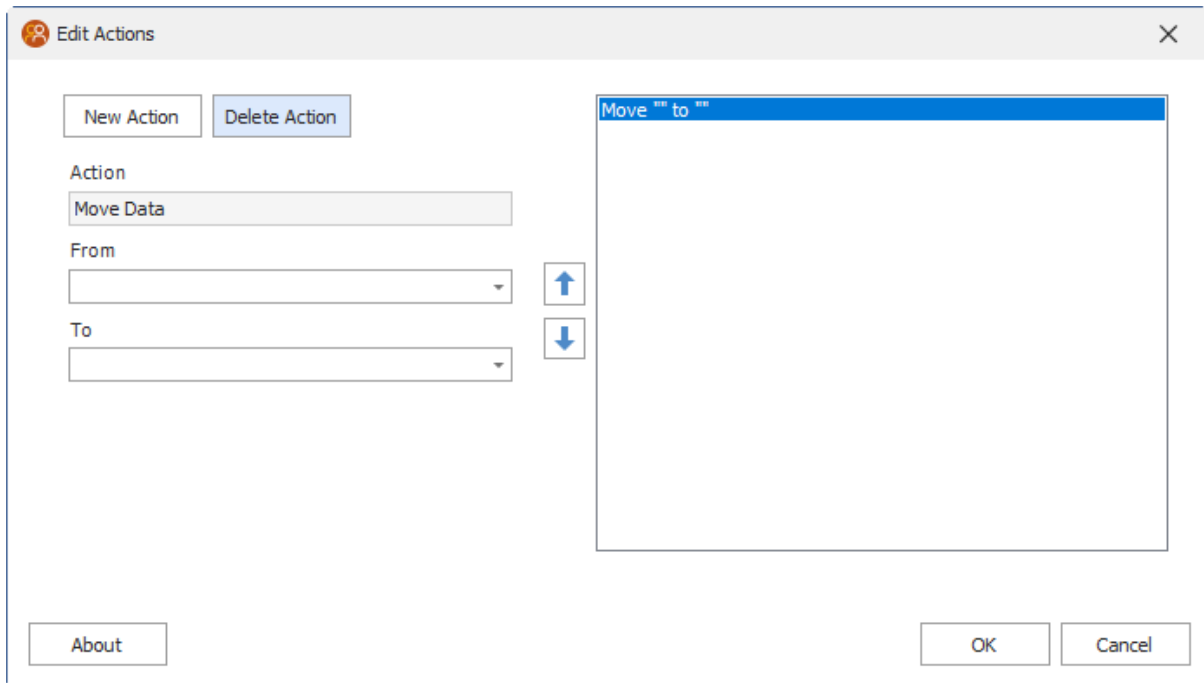 Edit Actions
New Action
Delete Action
Move "" to ""
Action
Move Data
From
To
About
OK
Cancel